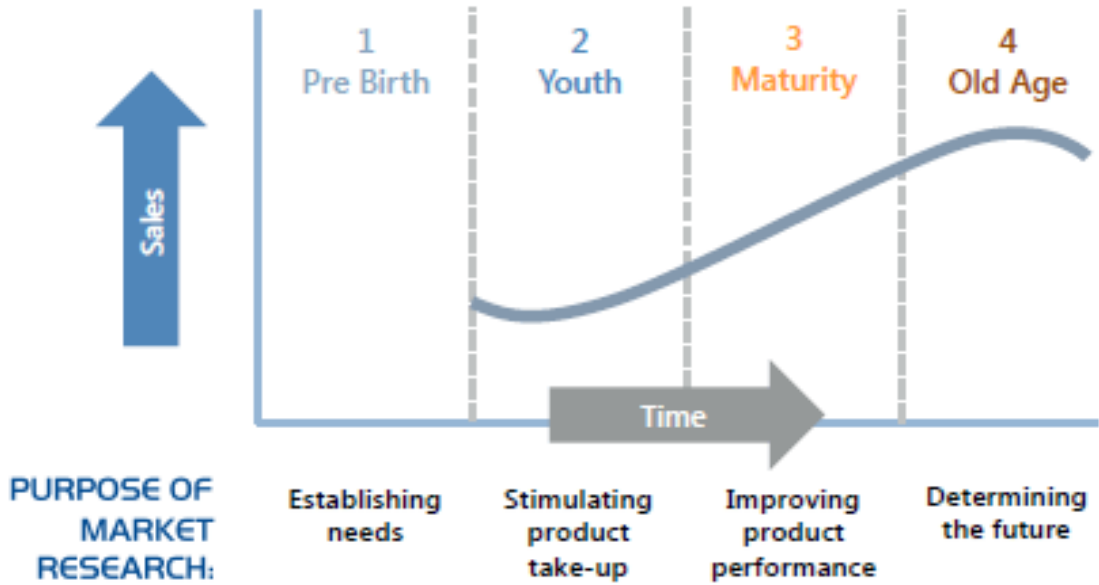 1
Pre Birth
2
Youth
3
Maturity
4
Old Age
Sales
Time
PURPOSE OF
MARKET
RESEARCH:
Establishing
needs
Stimulating
product
take-up
Improving
product
performance
Determining
the future